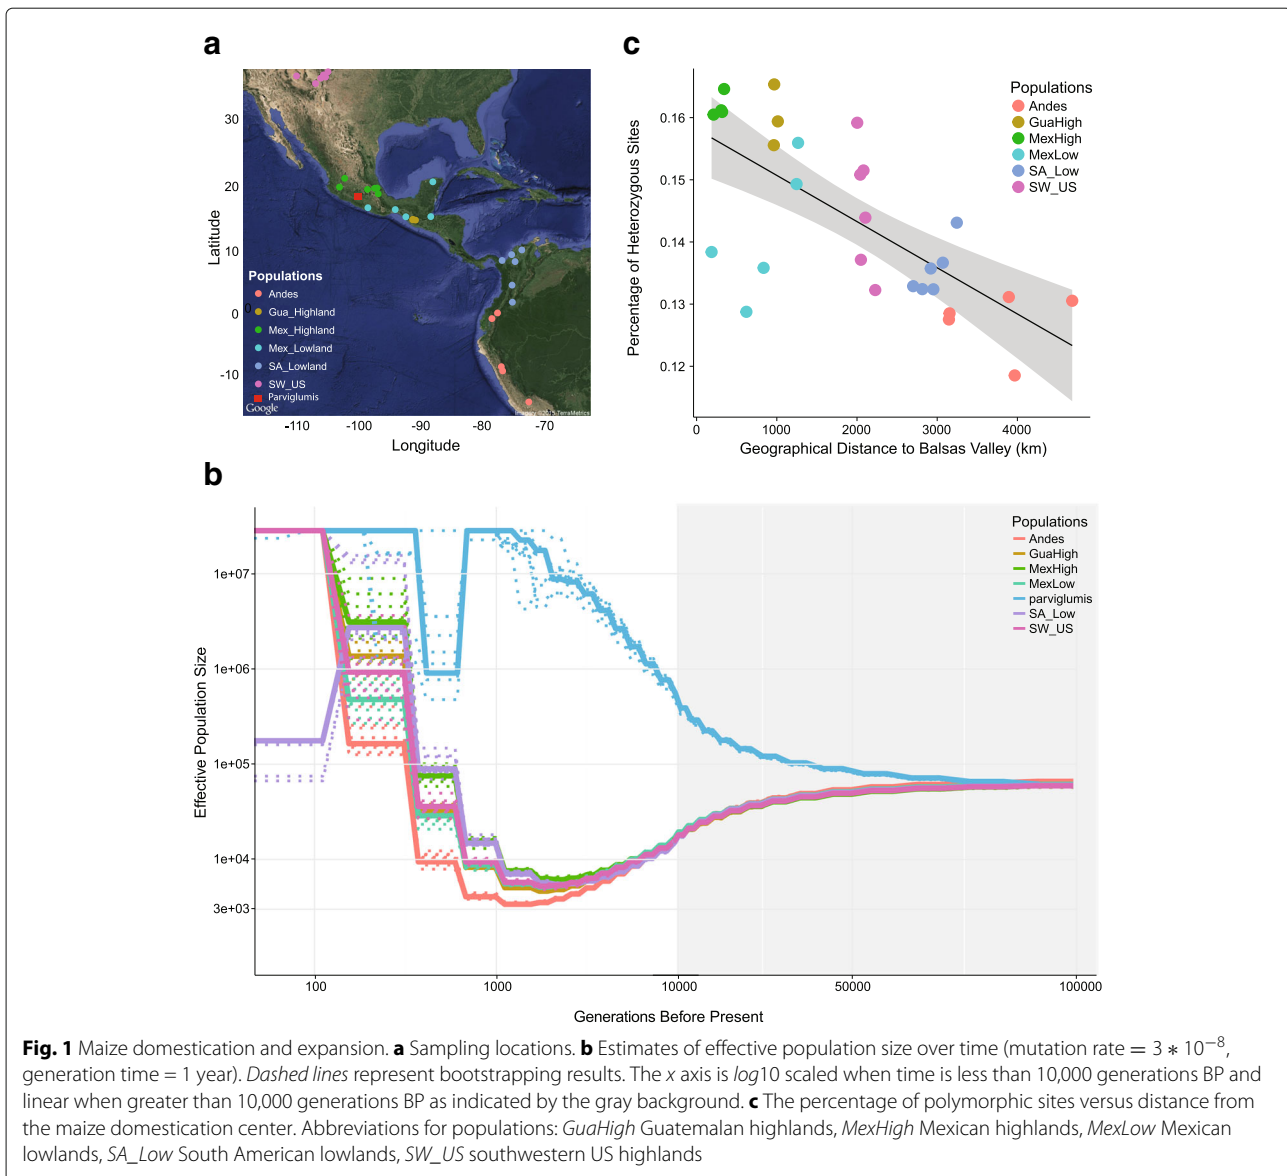 a
30
20
10
0
-10
Latitude
Populations
Andes
Gua_Highland
Mex_Highland
Mex_Lowland
SA_Lowland
SW_US
Parviglumis
Google
Imagery ©2015 TerraMetrics
-110 -100 -90 -80 -70
Longitude
c
0.16
0.15
0.14
0.13
0.12
Percentage of Heterozygous Sites
Populations
Andes
GuaHigh
MexHigh
MexLow
SA_Low
SW_US
0 1000 2000 3000 4000
Geographical Distance to Balsas Valley (km)
b
1e+07
1e+06
1e+05
1e+04
3e+03
Effective Population Size
Populations
Andes
GuaHigh
MexHigh
MexLow
parviglumis
SA_Low
SW_US
100 1000 10000 50000 100000
Generations Before Present
Fig. 1 Maize domestication and expansion. a Sampling locations. b Estimates of effective population size over time (mutation rate = 3 * 10⁻⁸,
generation time = 1 year). Dashed lines represent bootstrapping results. The x axis is log10 scaled when time is less than 10,000 generations BP and
linear when greater than 10,000 generations BP as indicated by the gray background. c The percentage of polymorphic sites versus distance from
the maize domestication center. Abbreviations for populations: GuaHigh Guatemalan highlands, MexHigh Mexican highlands, MexLow Mexican
lowlands, SA_Low South American lowlands, SW_US southwestern US highlands